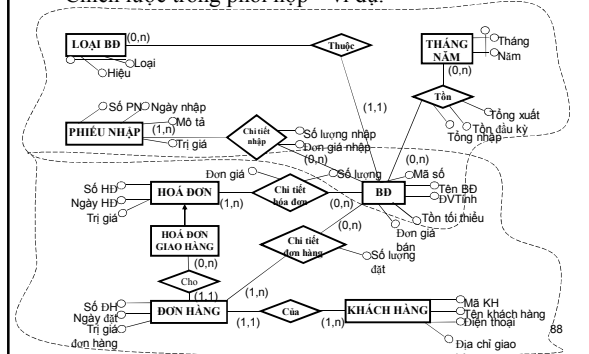 Chiến lược trong phối hợp – ví dụ:
LOẠI BĐ
(0,n)
Thuộc
THÁNG
NĂM
Tháng
Năm
Loại
Hiệu
(0,n)
(1,1)
Tồn
Tổng xuất
Tồn đầu kỳ
Tổng nhập
Số PN
Ngày nhập
Mô tả
PHIẾU NHẬP
(1,n)
Trị giá
Chi tiết
nhập
Số lượng nhập
Đơn giá nhập
(0,n)
(0,n)
Đơn giá
Số lượng
Mã số
Số HĐ
Ngày HĐ
Trị giá
HOÁ ĐƠN
(1,n)
Chi tiết
hóa đơn
(0,n)
BĐ
Tên BĐ
ĐVTính
Tồn tối thiểu
Đơn giá
bán
(0,n)
HOÁ ĐƠN
GIAO HÀNG
Chi tiết
đơn hàng
Số lượng
đặt
(0,n)
Cho
(1,1)
(1,n)
Số ĐH
Ngày đặt
Trị giá
đơn hàng
ĐƠN HÀNG
(1,1)
Của
(1,n)
KHÁCH HÀNG
Mã KH
Tên khách hàng
Điện thoại
Địa chỉ giao
88